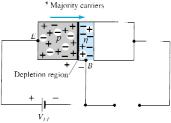 * Majority carriers
E
p
n
+ -
B
Depletion region
+ -